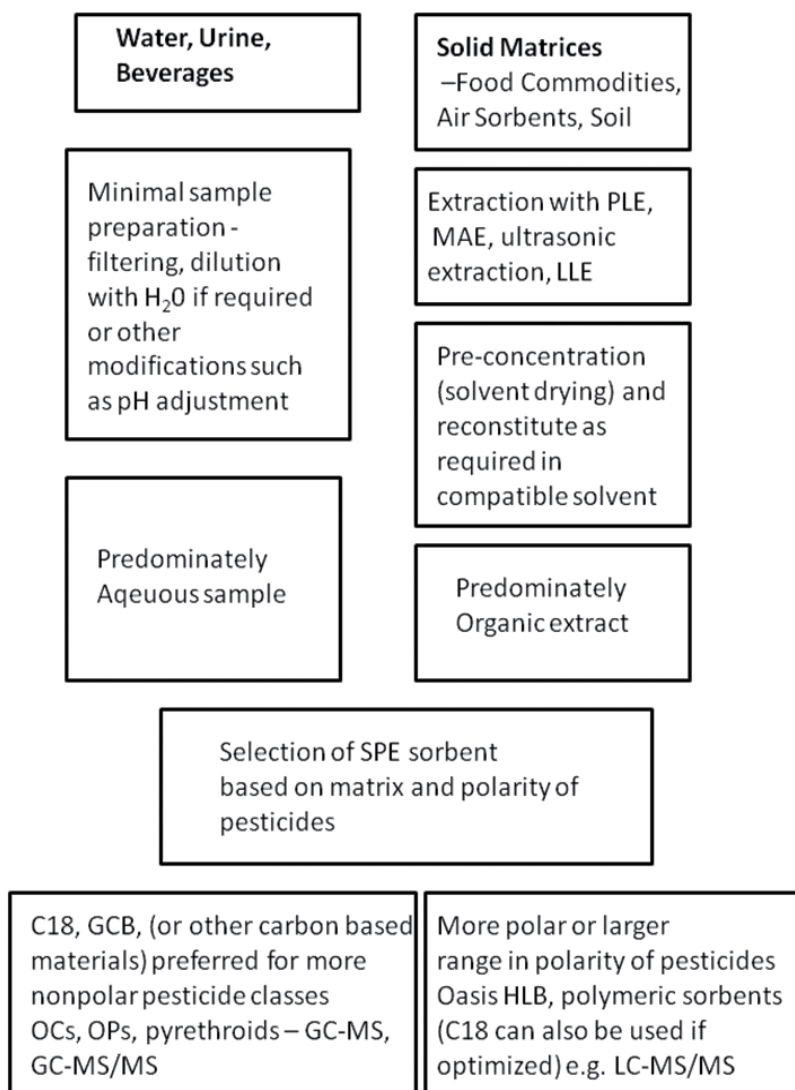 Water, Urine,
Beverages
Solid Matrices
–Food Commodities,
Air Sorbents, Soil
Minimal sample
preparation -
filtering, dilution
with H₂0 if required
or other
modifications such
as pH adjustment
Extraction with PLE,
MAE, ultrasonic
extraction, LLE
Pre-concentration
(solvent drying) and
reconstitute as
required in
compatible solvent
Predominately
Aqeuous sample
Predominately
Organic extract
Selection of SPE sorbent
based on matrix and polarity of
pesticides
C18, GCB, (or other carbon based
materials) preferred for more
nonpolar pesticide classes
OCs, OPs, pyrethroids – GC-MS,
GC-MS/MS
More polar or larger
range in polarity of pesticides
Oasis HLB, polymeric sorbents
(C18 can also be used if
optimized) e.g. LC-MS/MS